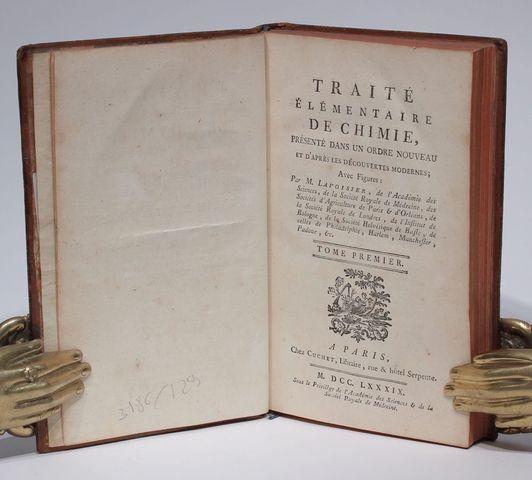 3186/129
TRAITÉ
ÉLÉMENTAIRE
DE CHIMIE,
PRÉSENTÉ DANS UN ORDRE NOUVEAU
ET D'APRÈS LES DÉCOUVERTES MODERNES;
Avec Figures:
Par M. LAVOISIER, de l'Académie des
Sciences, de la Société Royale de Médecine, des
Sociétés d'Agriculture de Paris & d'Orléans, de
la Société Royale de Londres, de l'Institut de
Bologne, de la Société Helvétique de Basle, de
celles de Philadelphie, Harlem, Manchester,
Padoue, &c.
TOME PREMIER.
A PARIS,
Chez CUCHET, Libraire, rue & hôtel Serpente.
M. DCC. LXXXIX.
Sous le Privilège de l'Académie des Sciences & de la
Société Royale de Médecine.